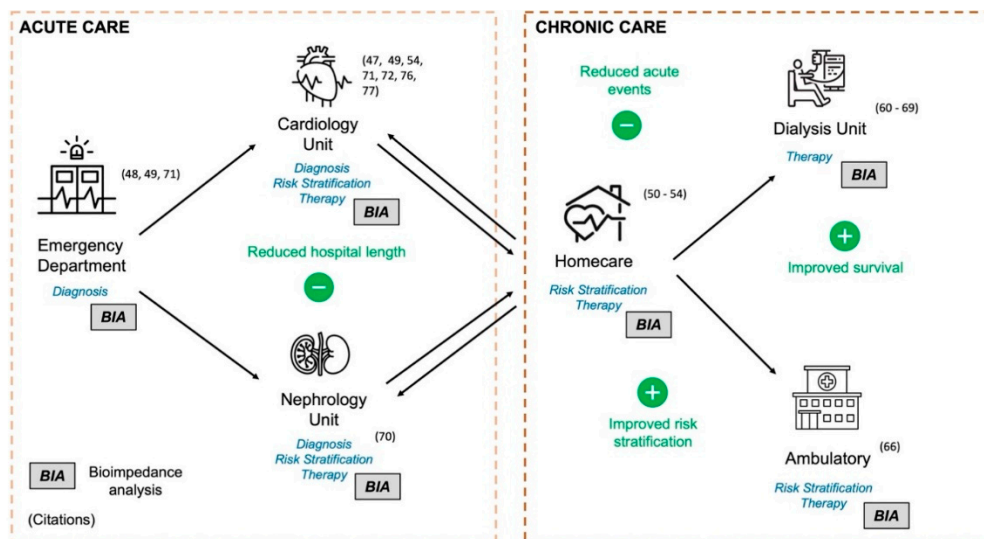 ACUTE CARE
(47, 49, 54,
71, 72, 76,
77)
Cardiology
Unit
Diagnosis
Risk Stratification
Therapy
BIA
(48, 49, 71)
Emergency
Department
Diagnosis
BIA
Reduced hospital length
Nephrology
Unit
(70)
Diagnosis
Risk Stratification
Therapy
BIA
BIA
Bioimpedance
analysis
(Citations)
CHRONIC CARE
Reduced acute
events
(60 - 69)
Dialysis Unit
Therapy
BIA
(50 - 54)
Homecare
Risk Stratification
Therapy
BIA
Improved survival
Improved risk
stratification
(66)
Ambulatory
Risk Stratification
Therapy
BIA